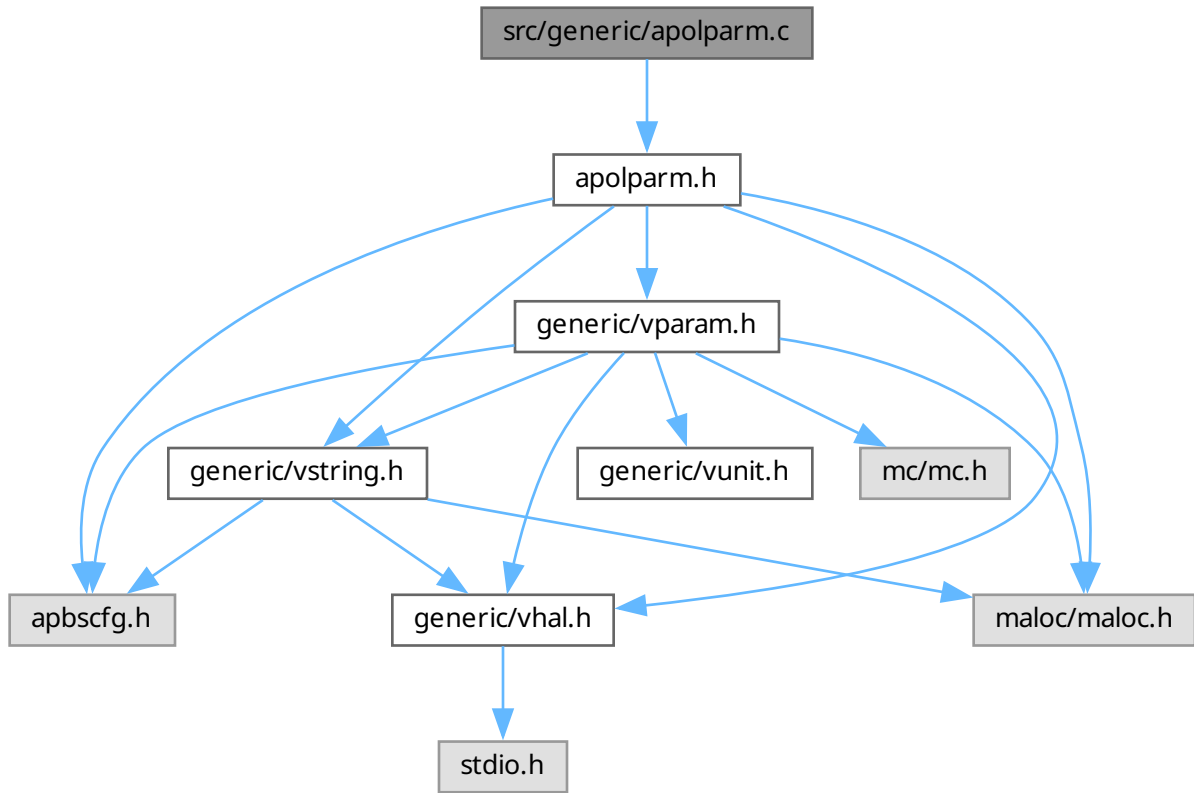 src/generic/apolparm.c
apolparm.h
generic/vparam.h
generic/vstring.h
generic/vunit.h
mc/mc.h
apbscfg.h
generic/vhal.h
maloc/maloc.h
stdio.h